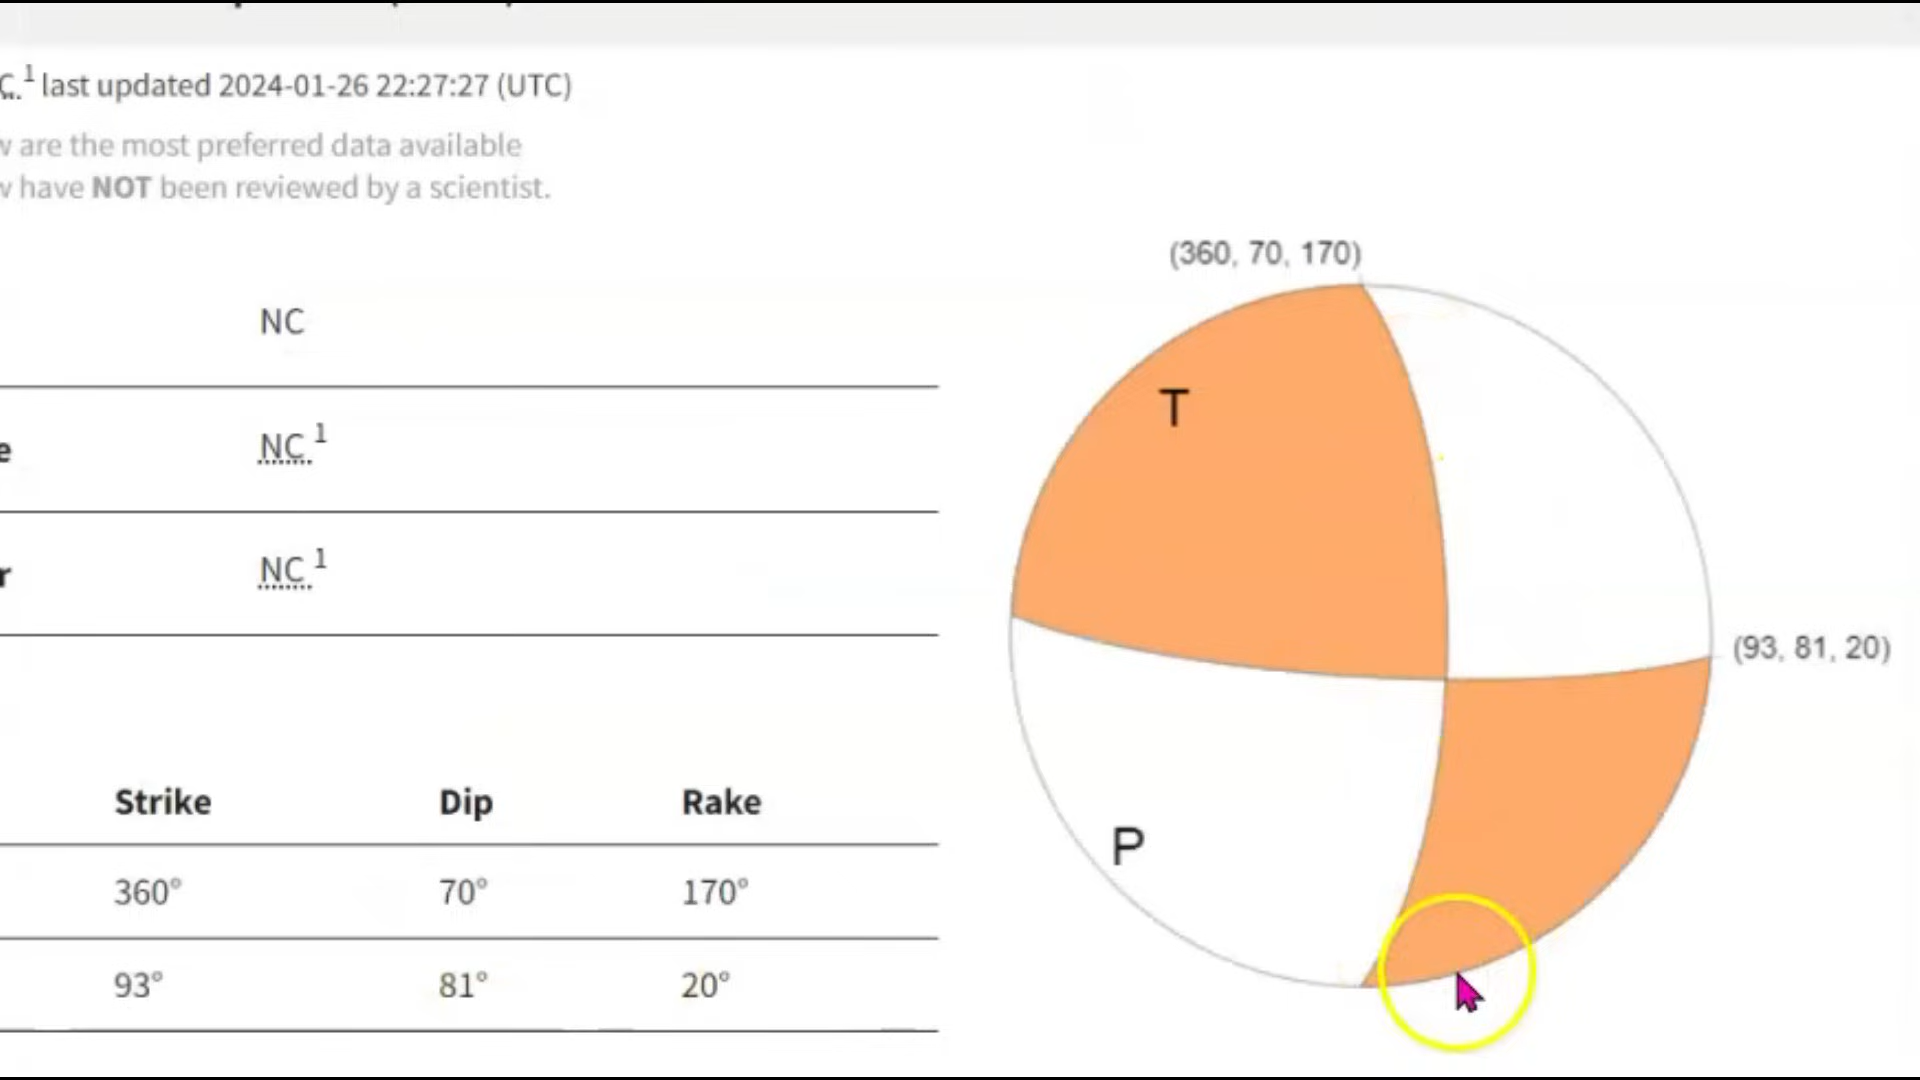 C.¹ last updated 2024-01-26 22:27:27 (UTC)
w are the most preferred data available
w have NOT been reviewed by a scientist.
(360, 70, 170)
NC
T
e NC ¹
r NC ¹
(93, 81, 20)
Strike Dip Rake
P
360° 70° 170°
93° 81° 20°